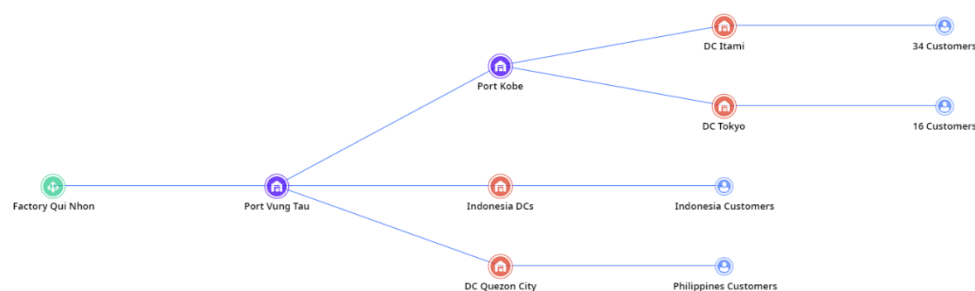 DC Itami
34 Customers
Port Kobe
DC Tokyo
16 Customers
Factory Qui Nhon
Port Vung Tau
Indonesia DCs
Indonesia Customers
DC Quezon City
Philippines Customers